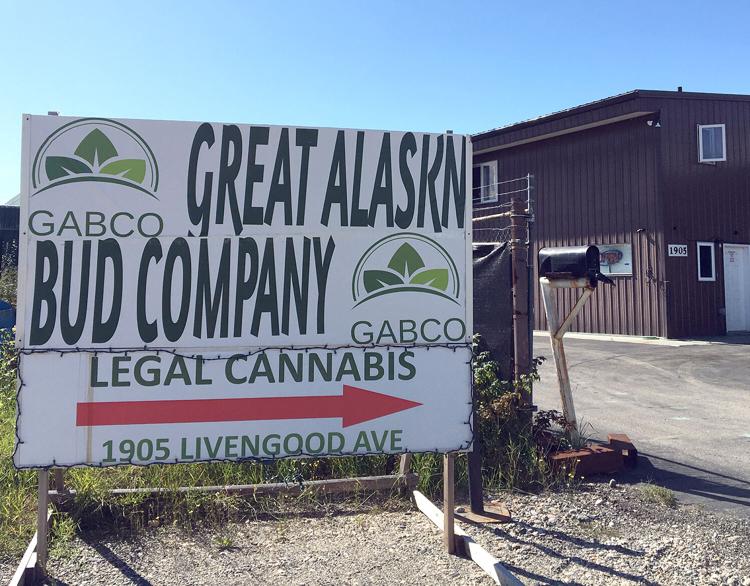 GREAT ALASKN
GABCO
BUD COMPANY
GABCO
LEGAL CANNABIS
1905 LIVENGOOD AVE
1905